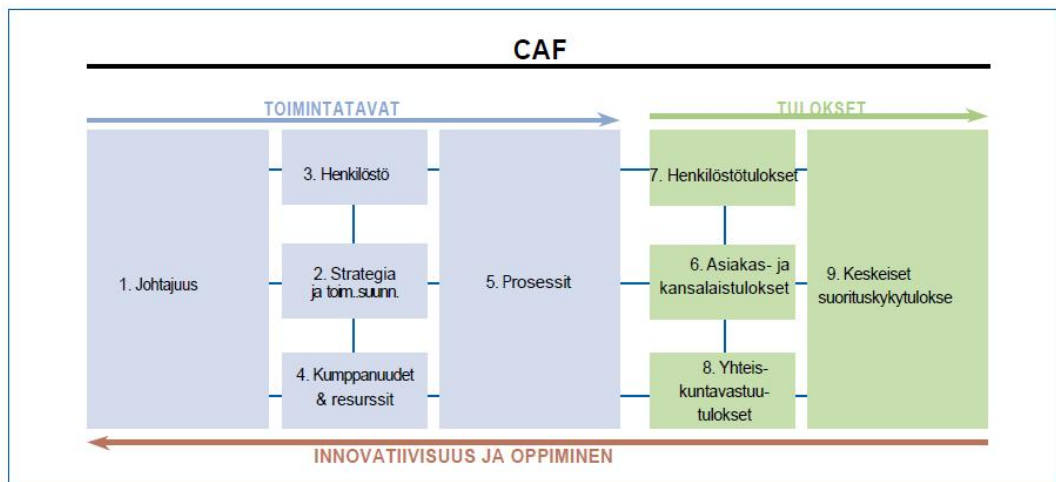 CAF
TOIMINTATAVAT
TULOKSET
1. Johtajuus
3. Henkilöstö
2. Strategia
ja toim..suunn.
4. Kumppanuudet
& resurssit
5. Prosessit
7. Henkilöstötulokset
6. Asiakas- ja
kansalaistulokset
8. Yhteis-
kuntavastuu-
tulokset
9. Keskeiset
suorituskykytulokse
INNOVATIIVISUUS JA OPPIMINEN